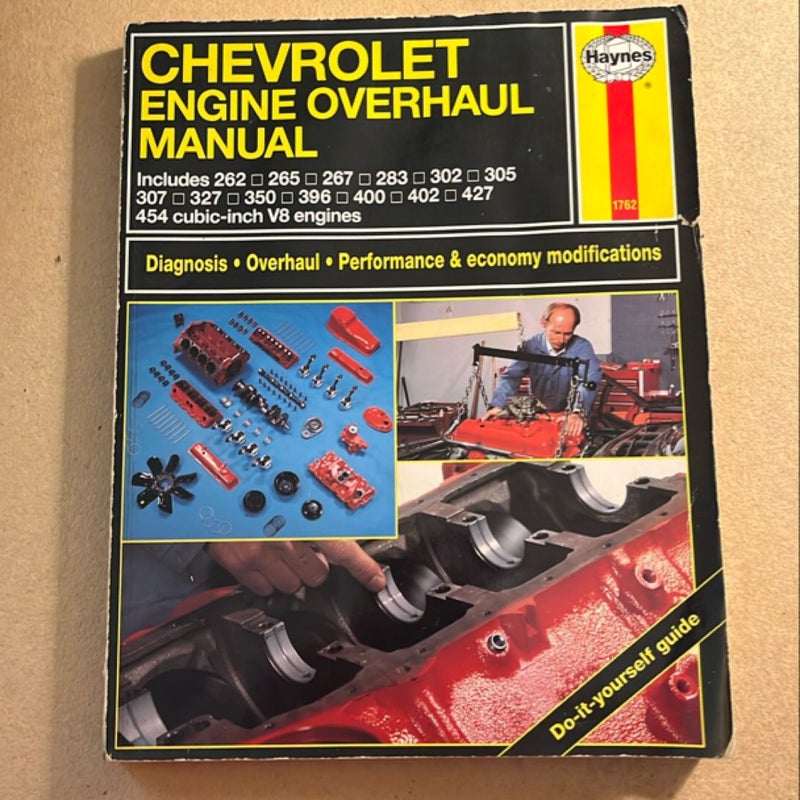 CHEVROLET
ENGINE OVERHAUL
MANUAL
Includes 262 □ 265 □ 267 □ 283 □ 302 □ 305
307 □ 327 □ 350 □ 396 □ 400 □ 402 □ 427
454 cubic-inch V8 engines
Haynes
®
1762
Diagnosis • Overhaul • Performance & economy modifications
Do-it-yourself guide